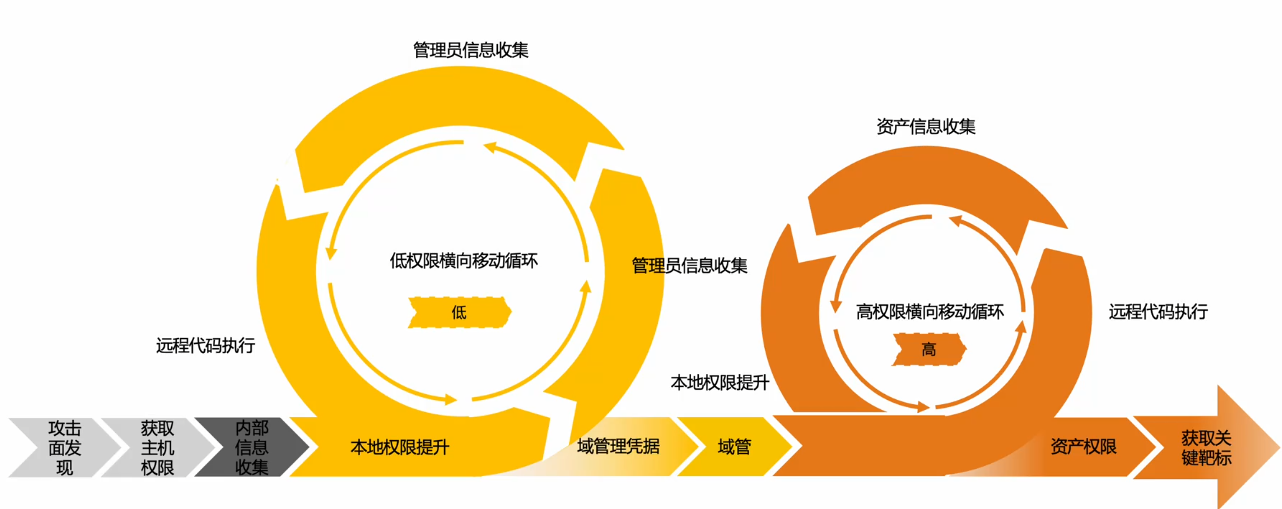 管理员信息收集
资产信息收集
低权限横向移动循环
管理员信息收集
低
高权限横向移动循环
远程代码执行
高
远程代码执行
本地权限提升
攻击
面发
现
获取
主机
权限
内部
信息
收集
本地权限提升
域管理凭据
域管
资产权限
获取关
键靶标